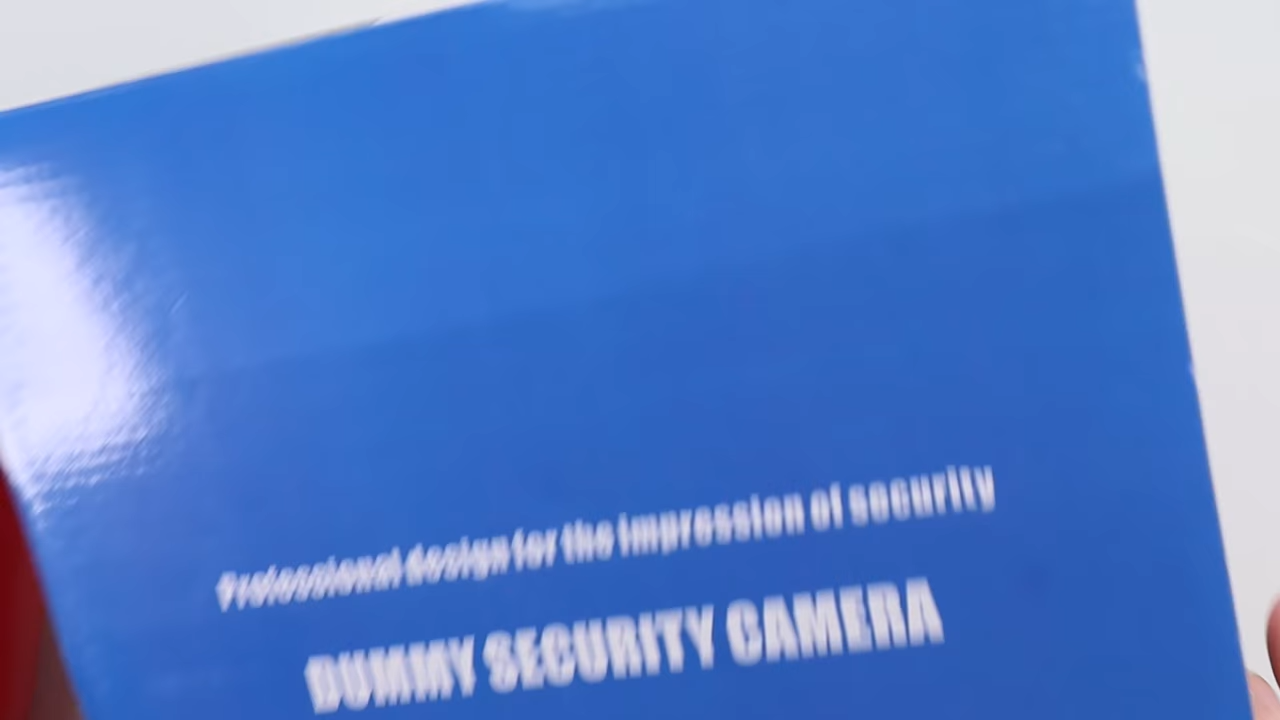 Professional design for the impression of security
DUMMY SECURITY CAMERA